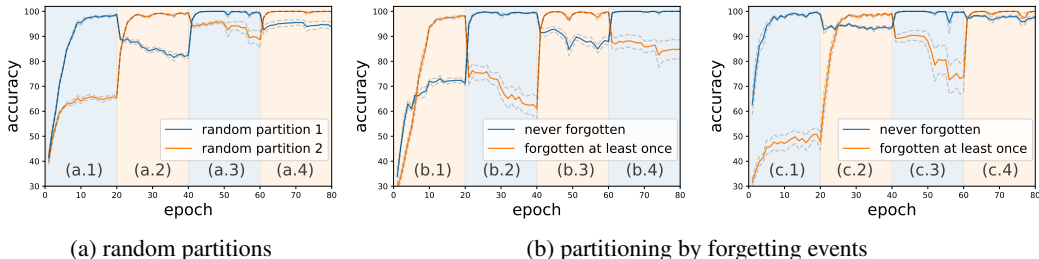 100
90
80
70
60
50
40
30
accuracy
random partition 1
random partition 2
(a.1) (a.2) (a.3) (a.4)
0 10 20 30 40 50 60 70 80
epoch
100
90
80
70
60
50
40
30
accuracy
never forgotten
forgotten at least once
(b.1) (b.2) (b.3) (b.4)
0 10 20 30 40 50 60 70 80
epoch
100
90
80
70
60
50
40
30
accuracy
never forgotten
forgotten at least once
(c.1) (c.2) (c.3) (c.4)
0 10 20 30 40 50 60 70 80
epoch
(a) random partitions
(b) partitioning by forgetting events